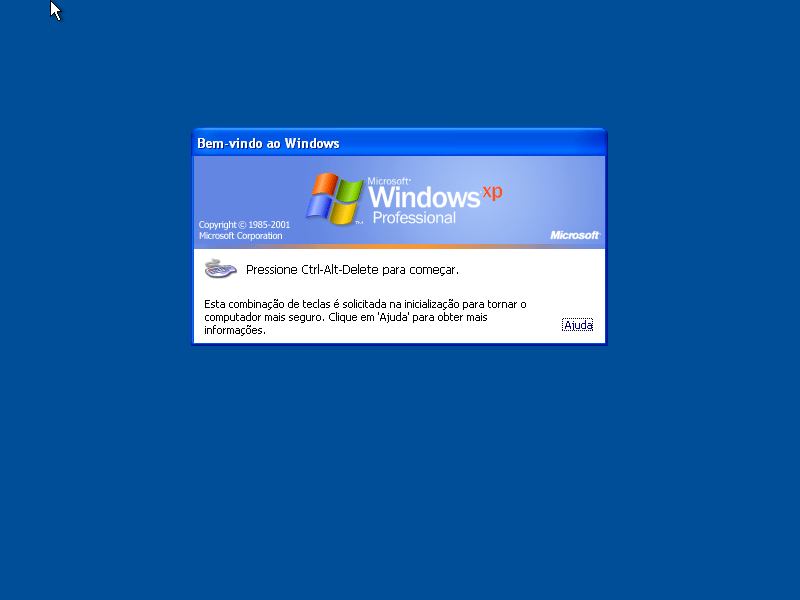 Bem-vindo ao Windows
Microsoft®
Windows xp
Professional
TM
Copyright © 1985-2001
Microsoft Corporation
Microsoft®
Pressione Ctrl-Alt-Delete para começar.
Esta combinação de teclas é solicitada na inicialização para tornar o
computador mais seguro. Clique em 'Ajuda' para obter mais
informações.
Ajuda